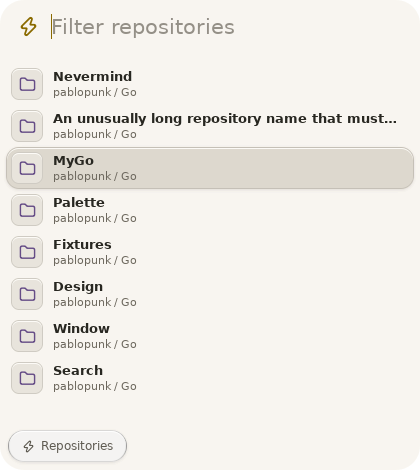 Filter repositories
Nevermind
pablopunk / Go
An unusually long repository name that must…
pablopunk / Go
MyGo
pablopunk / Go
Palette
pablopunk / Go
Fixtures
pablopunk / Go
Design
pablopunk / Go
Window
pablopunk / Go
Search
pablopunk / Go
Repositories